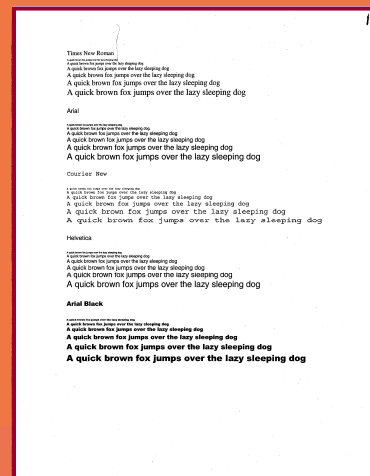 Times New Roman
A quick brown fox jumps over the lazy sleeping dog
A quick brown fox jumps over the lazy sleeping dog
A quick brown fox jumps over the lazy sleeping dog
A quick brown fox jumps over the lazy sleeping dog
A quick brown fox jumps over the lazy sleeping dog
Arial
A quick brown fox jumps over the lazy sleeping dog
A quick brown fox jumps over the lazy sleeping dog.
A quick brown fox jumps over the lazy sleeping dog
A quick brown fox jumps over the lazy sleeping dog
A quick brown fox jumps over the lazy sleeping dog
Courier New
A quick brown fox jumps over the lazy sleeping dog
A quick brown fox jumps over the lazy sleeping dog
A quick brown fox jumps over the lazy sleeping dog
A quick brown fox jumps over the lazy sleeping dog
A quick brown fox jumps over the lazy sleeping dog
Helvetica
A quick brown fox jumps over the lazy sleeping dog
A quick brown fox jumps over the lazy sleeping dog
A quick brown fox jumps over the lazy sleeping dog
A quick brown fox jumps over the lazy sleeping dog
Arial Black
A quick brown fox jumps over the lazy sleeping dog
A quick brown fox jumps over the lazy sleeping dog
A quick brown fox jumps over the lazy sleeping dog
A quick brown fox jumps over the lazy sleeping dog
A quick brown fox jumps over the lazy sleeping dog
A quick brown fox jumps over the lazy sleeping dog